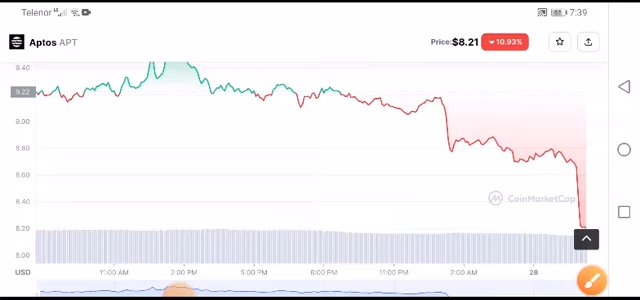 Telenor 7:39
Aptos APT Price:$8.21 ▾ 10.93%
9.40
9.22
9.00
8.80
8.60
8.40
8.20
8.00
CoinMarketCap
USD 11:00 AM 2:00 PM 5:00 PM 8:00 PM 11:00 PM 2:00 AM 28